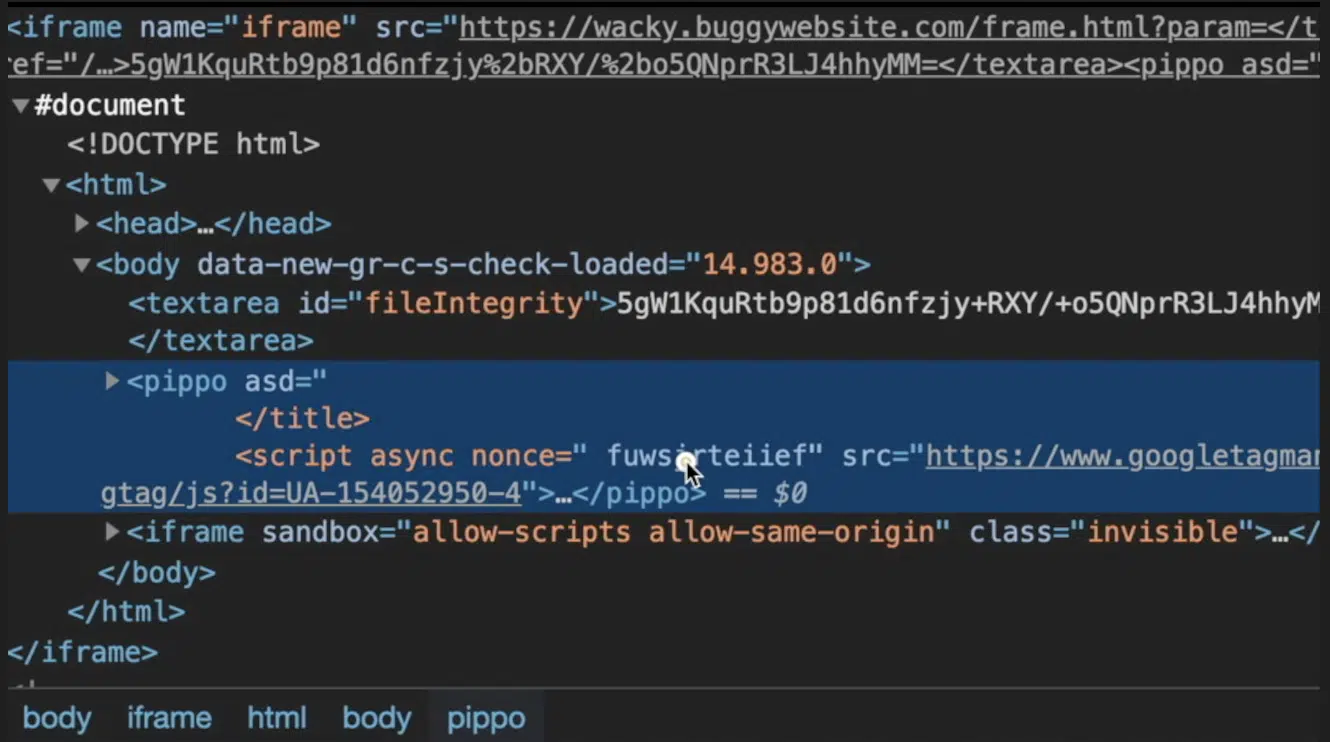 <iframe name="iframe" src="https://wacky.buggywebsite.com/frame.html?param=</t
ref="/…>5gW1KquRtb9p81d6nfzjy%2bRXY/%2bo5QNprR3LJ4hhyMM=</textarea><pippo asd="
▼#document
<!DOCTYPE html>
▼<html>
▶<head>…</head>
▼<body data-new-gr-c-s-check-loaded="14.983.0">
<textarea id="fileIntegrity">5gW1KquRtb9p81d6nfzjy+RXY/+o5QNprR3LJ4hhyM
</textarea>
▶<pippo asd="
</title>
<script async nonce=" fuwsirteiief" src="https://www.googletagmar
gtag/js?id=UA-154052950-4">…</pippo> == $0
▶<iframe sandbox="allow-scripts allow-same-origin" class="invisible">…</
</body>
</html>
</iframe>
body iframe html body pippo